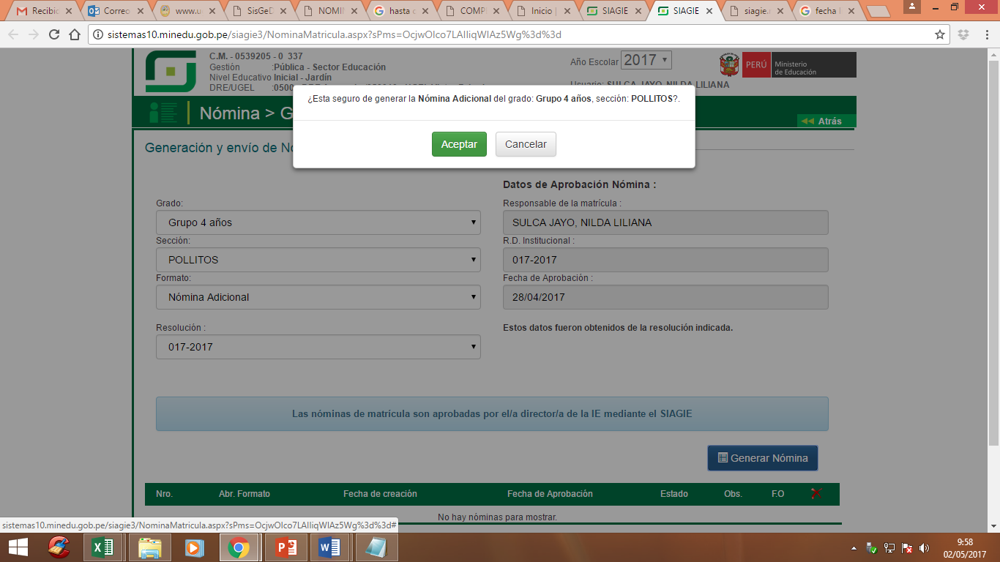 Recibid
Correo
www.u
SisGeD
NOMIN
hasta c
COMP
Inicio |
SIAGIE
SIAGIE
siagie.
fecha l
sistemas10.minedu.gob.pe/siagie3/NominaMatricula.aspx?sPms=OcjwOIco7LAIIiqWIAz5Wg%3d%3d
C.M. - 0539205 - 0 337
Gestión :Pública - Sector Educación
Nivel Educativo Inicial - Jardín
DRE/UGEL :0500
Año Escolar 2017
Usuario: SULCA JAYO, NILDA LILIANA
PERÚ Ministerio
de Educación
Nómina > G
Atrás
¿Esta seguro de generar la Nómina Adicional del grado: Grupo 4 años, sección: POLLITOS?.
Aceptar Cancelar
Generación y envío de No
Datos de Aprobación Nómina :
Grado:
Grupo 4 años
Sección:
POLLITOS
Formato:
Nómina Adicional
Resolución :
017-2017
Responsable de la matrícula :
SULCA JAYO, NILDA LILIANA
R.D. Institucional :
017-2017
Fecha de Aprobación :
28/04/2017
Estos datos fueron obtenidos de la resolución indicada.
Las nóminas de matrícula son aprobadas por el/a director/a de la IE mediante el SIAGIE
Generar Nómina
Nro. Abr. Formato Fecha de creación Fecha de Aprobación Estado Obs. F.O
No hay nóminas para mostrar.
sistemas10.minedu.gob.pe/siagie3/NominaMatricula.aspx?sPms=OcjwOIco7LAIIiqWIAz5Wg%3d%3d#
9:58
02/05/2017